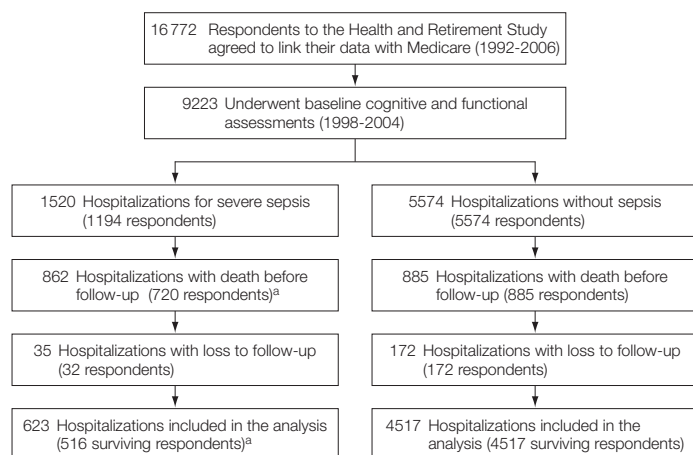 16 772 Respondents to the Health and Retirement Study
agreed to link their data with Medicare (1992-2006)
9223 Underwent baseline cognitive and functional
assessments (1998-2004)
1520 Hospitalizations for severe sepsis
(1194 respondents)
862 Hospitalizations with death before
follow-up (720 respondents)a
35 Hospitalizations with loss to follow-up
(32 respondents)
623 Hospitalizations included in the analysis
(516 surviving respondents)a
5574 Hospitalizations without sepsis
(5574 respondents)
885 Hospitalizations with death before
follow-up (885 respondents)
172 Hospitalizations with loss to follow-up
(172 respondents)
4517 Hospitalizations included in the
analysis (4517 surviving respondents)